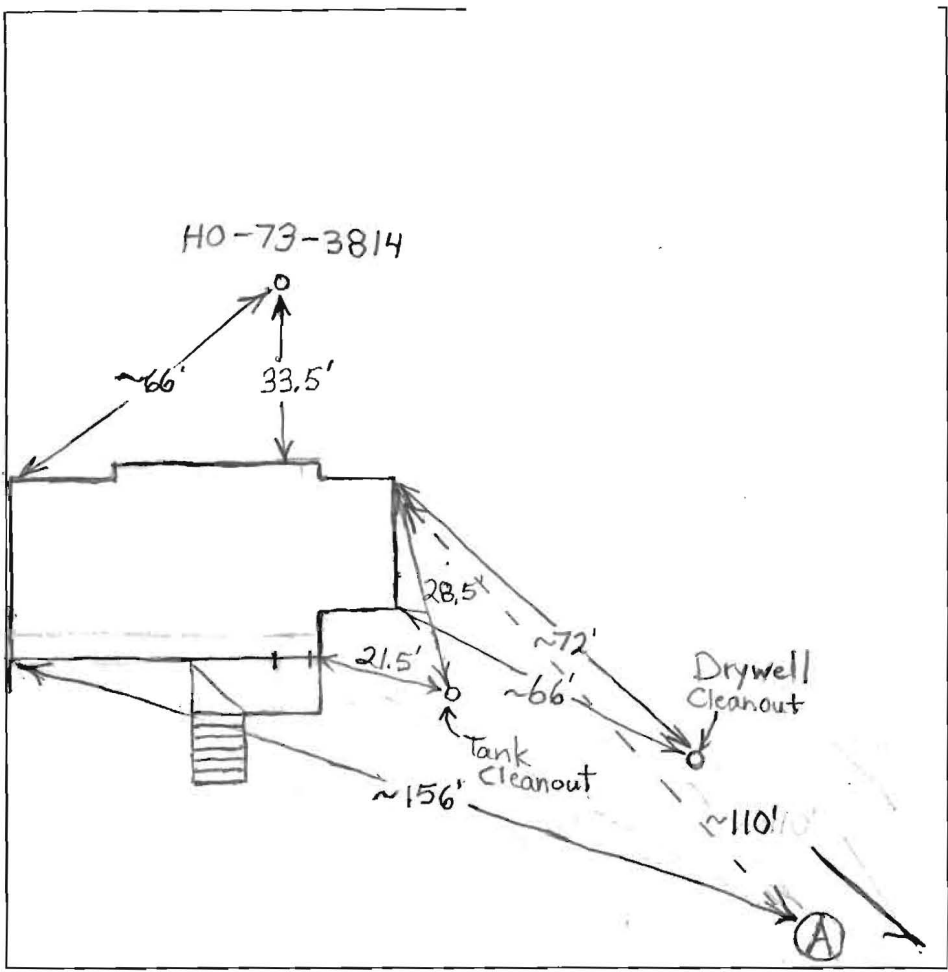 HO-73-3814
~66'
33.5'
28.5'
~72'
21.5'
~66'
Drywell
Cleanout
Tank
Cleanout
~156'
~110'
A